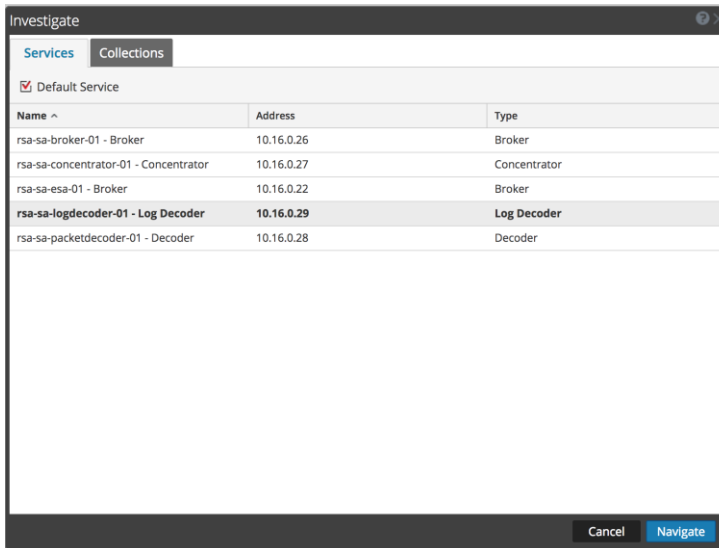 Investigate
Services Collections
Default Service
Name Address Type
rsa-sa-broker-01 - Broker 10.16.0.26 Broker
rsa-sa-concentrator-01 - Concentrator 10.16.0.27 Concentrator
rsa-sa-esa-01 - Broker 10.16.0.22 Broker
rsa-sa-logdecoder-01 - Log Decoder 10.16.0.29 Log Decoder
rsa-sa-packetdecoder-01 - Decoder 10.16.0.28 Decoder
Cancel Navigate